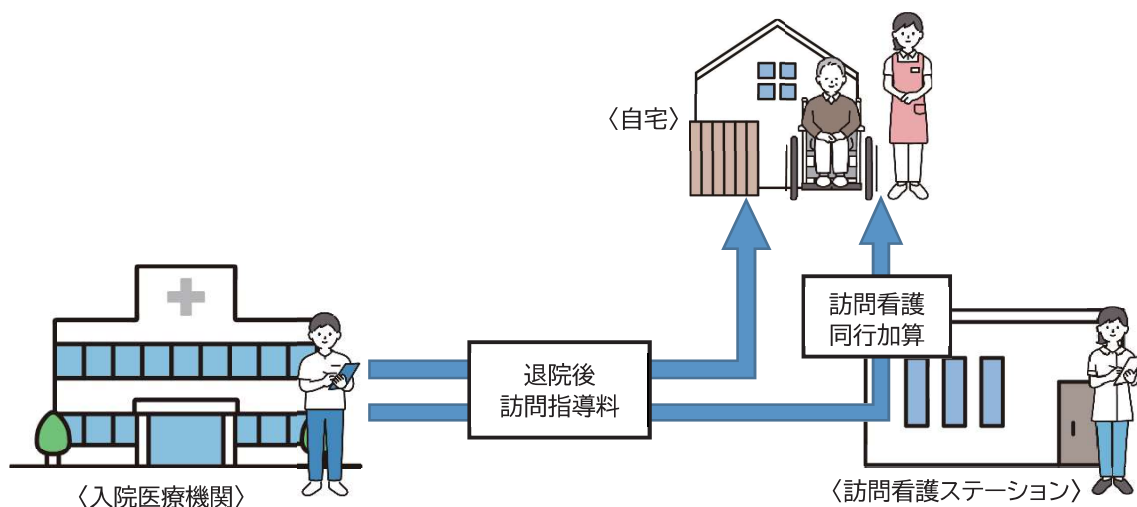 〈自宅〉
訪問看護
同行加算
退院後
訪問指導料
〈入院医療機関〉
〈訪問看護ステーション〉